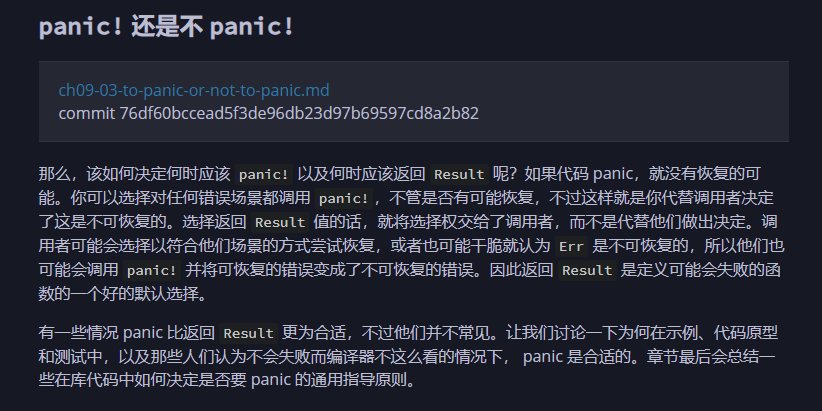 panic! 还是不 panic!
ch09-03-to-panic-or-not-to-panic.md
commit 76df60bccead5f3de96db23d97b69597cd8a2b82
那么，该如何决定何时应该 panic! 以及何时应该返回 Result 呢？如果代码 panic，就没有恢复的可
能。你可以选择对任何错误场景都调用 panic!，不管是否有可能恢复，不过这样就是你代替调用者决定
了这是不可恢复的。选择返回 Result 值的话，就将选择权交给了调用者，而不是代替他们做出决定。调
用者可能会选择以符合他们场景的方式尝试恢复，或者也可能干脆就认为 Err 是不可恢复的，所以他们也
可能会调用 panic! 并将可恢复的错误变成了不可恢复的错误。因此返回 Result 是定义可能会失败的函
数的一个好的默认选择。
有一些情况 panic 比返回 Result 更为合适，不过他们并不常见。让我们讨论一下为何在示例、代码原型
和测试中，以及那些人们认为不会失败而编译器不这么看的情况下， panic 是合适的。章节最后会总结一
些在库代码中如何决定是否要 panic 的通用指导原则。